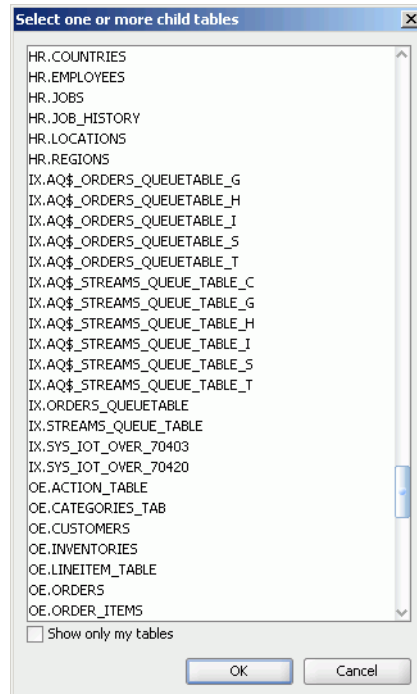 Select one or more child tables
HR.COUNTRIES
HR.EMPLOYEES
HR.JOBS
HR.JOB_HISTORY
HR.LOCATIONS
HR.REGIONS
IX.AQ$_ORDERS_QUEUETABLE_G
IX.AQ$_ORDERS_QUEUETABLE_H
IX.AQ$_ORDERS_QUEUETABLE_I
IX.AQ$_ORDERS_QUEUETABLE_S
IX.AQ$_ORDERS_QUEUETABLE_T
IX.AQ$_STREAMS_QUEUE_TABLE_C
IX.AQ$_STREAMS_QUEUE_TABLE_G
IX.AQ$_STREAMS_QUEUE_TABLE_H
IX.AQ$_STREAMS_QUEUE_TABLE_I
IX.AQ$_STREAMS_QUEUE_TABLE_S
IX.AQ$_STREAMS_QUEUE_TABLE_T
IX.ORDERS_QUEUETABLE
IX.STREAMS_QUEUE_TABLE
IX.SYS_IOT_OVER_70403
IX.SYS_IOT_OVER_70420
OE.ACTION_TABLE
OE.CATEGORIES_TAB
OE.CUSTOMERS
OE.INVENTORIES
OE.LINEITEM_TABLE
OE.ORDERS
OE.ORDER_ITEMS
Show only my tables
OK Cancel